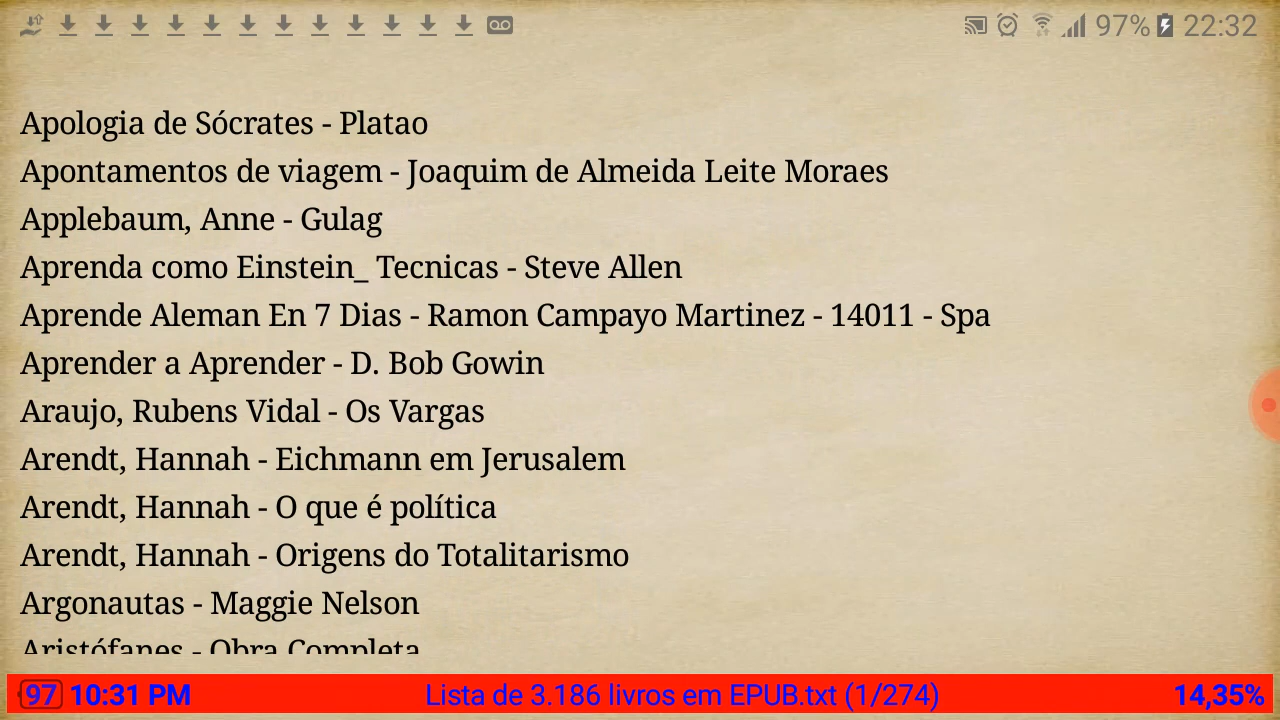 97% 22:32
Apologia de Sócrates - Platao
Apontamentos de viagem - Joaquim de Almeida Leite Moraes
Applebaum, Anne - Gulag
Aprenda como Einstein_ Tecnicas - Steve Allen
Aprende Aleman En 7 Dias - Ramon Campayo Martinez - 14011 - Spa
Aprender a Aprender - D. Bob Gowin
Araujo, Rubens Vidal - Os Vargas
Arendt, Hannah - Eichmann em Jerusalem
Arendt, Hannah - O que é política
Arendt, Hannah - Origens do Totalitarismo
Argonautas - Maggie Nelson
Aristófanes - Obra Completa
97 10:31 PM Lista de 3.186 livros em EPUB.txt (1/274) 14,35%